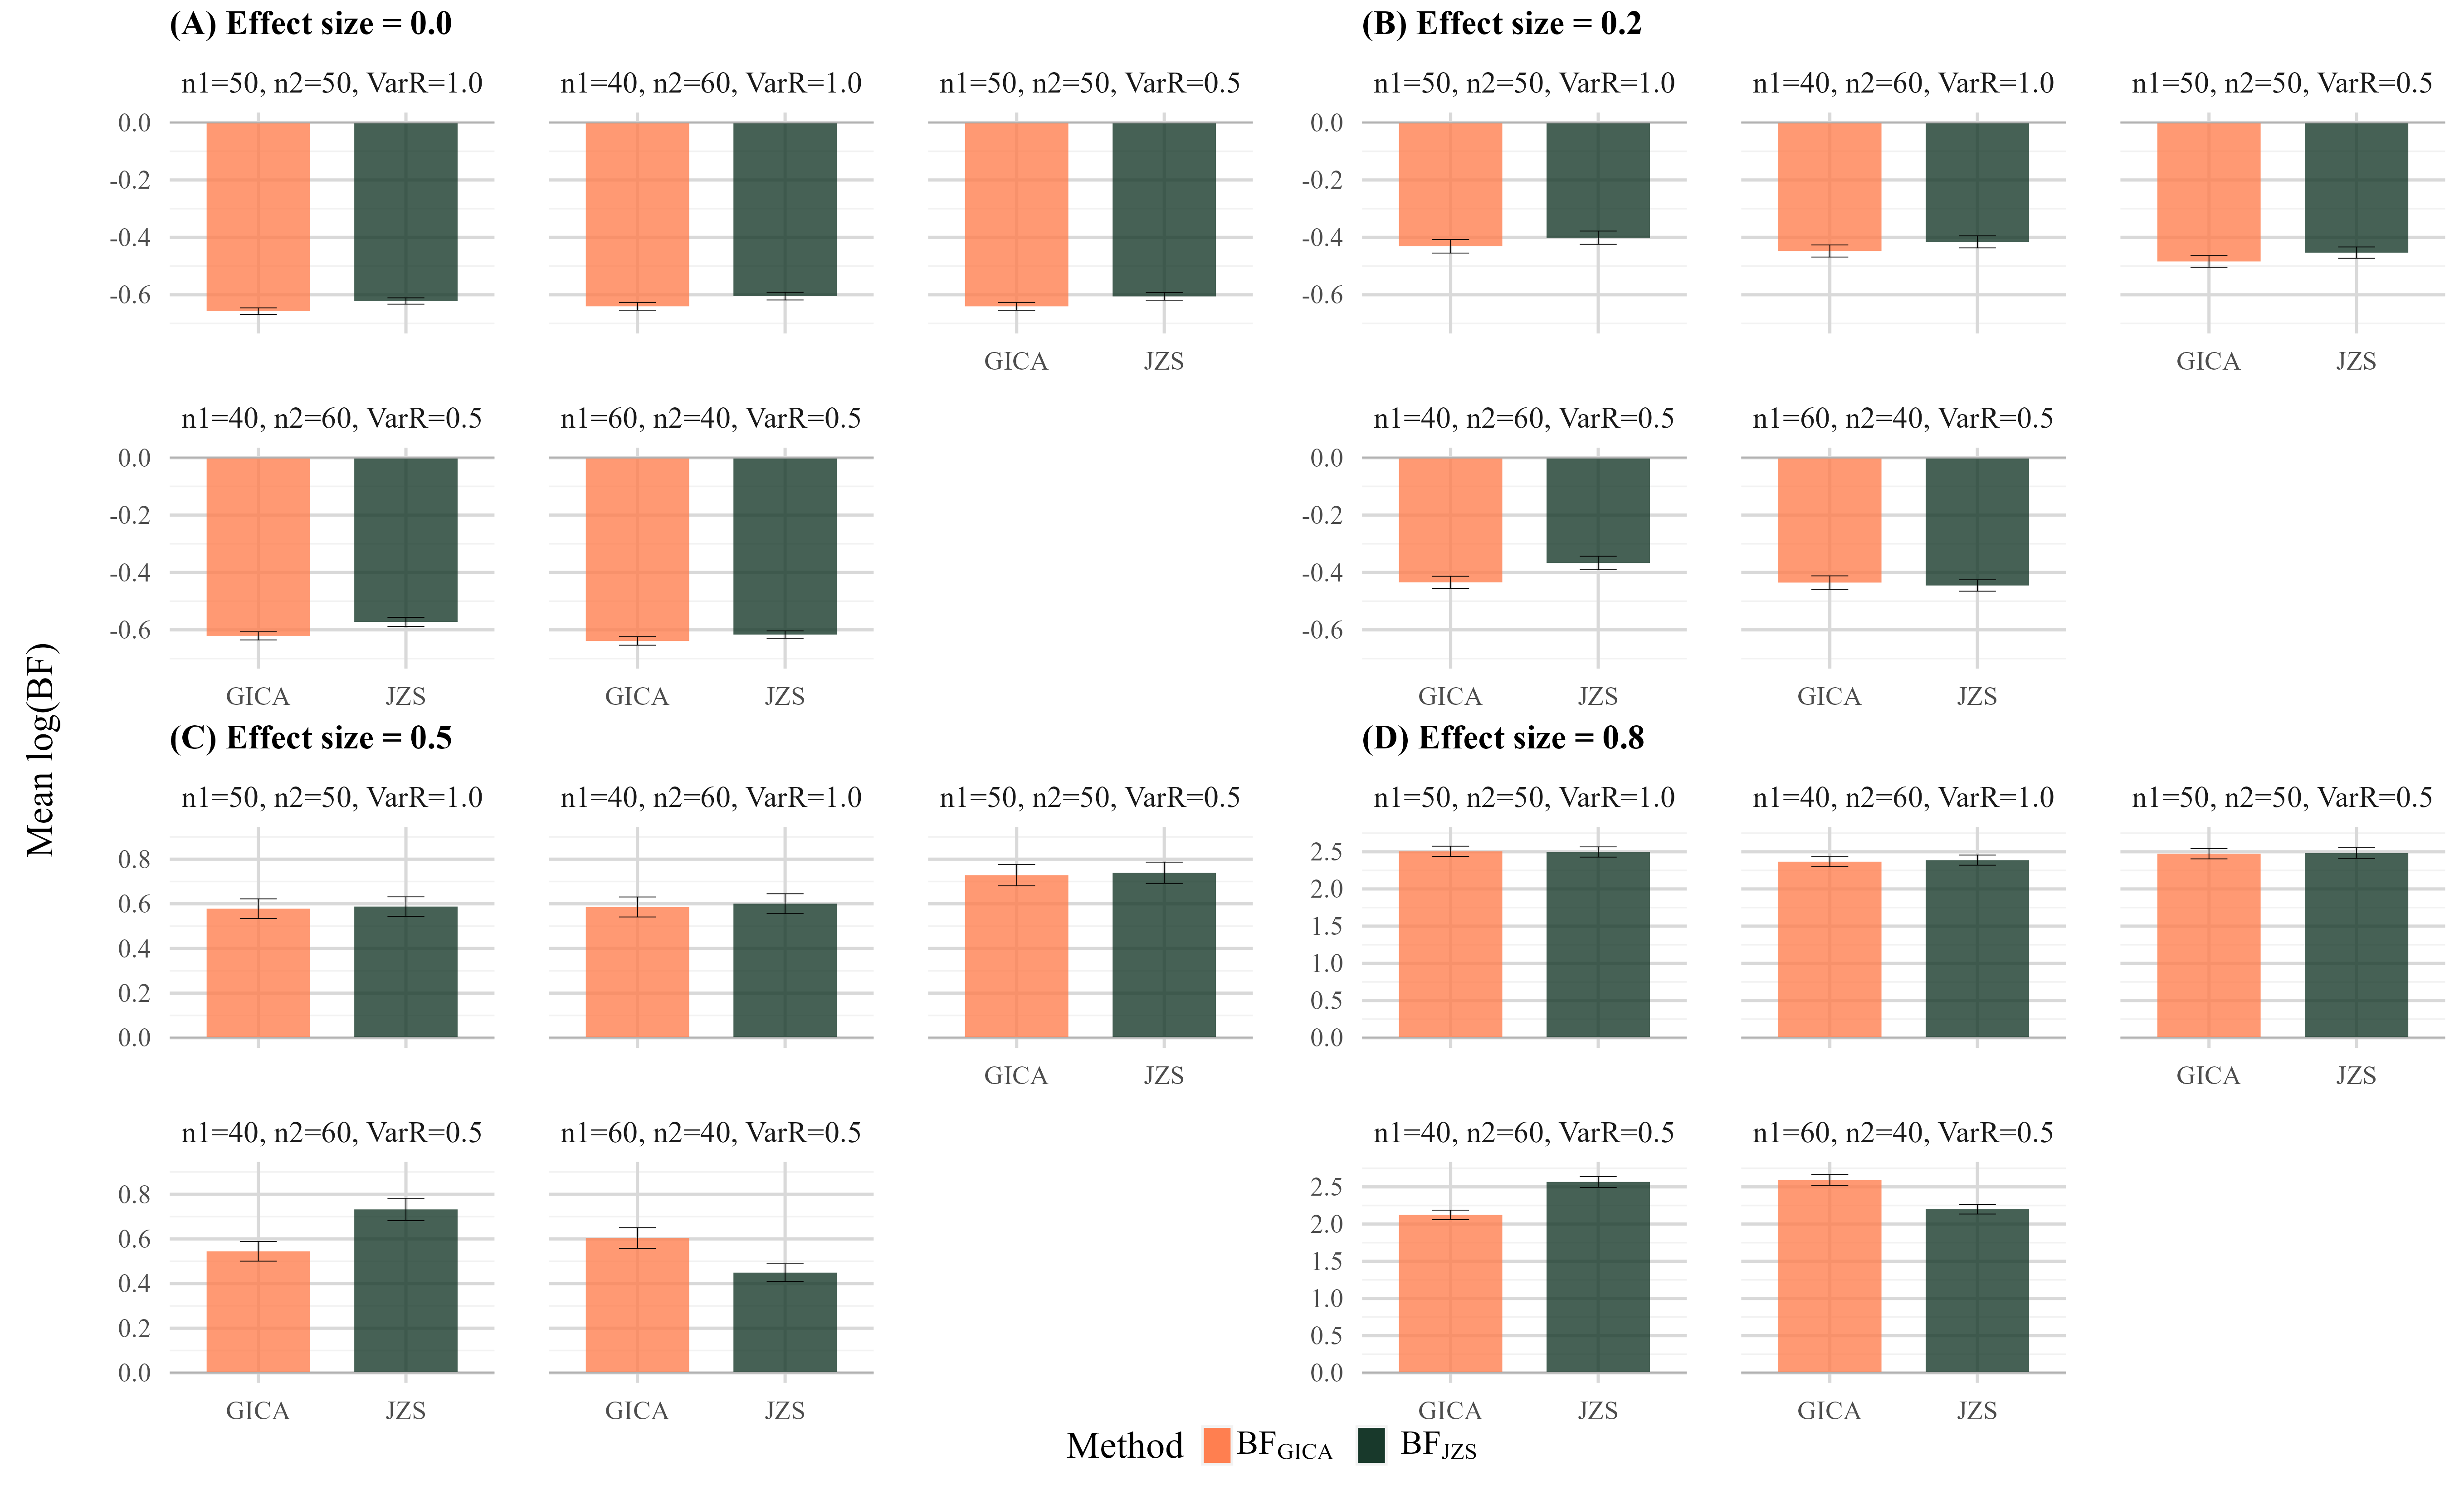 (A) Effect size = 0.0
n1=50, n2=50, VarR=1.0
n1=40, n2=60, VarR=1.0
n1=50, n2=50, VarR=0.5
0.0
-0.2
-0.4
-0.6
GICA JZS
n1=40, n2=60, VarR=0.5
n1=60, n2=40, VarR=0.5
0.0
-0.2
-0.4
-0.6
GICA JZS
GICA JZS
(B) Effect size = 0.2
n1=50, n2=50, VarR=1.0
n1=40, n2=60, VarR=1.0
n1=50, n2=50, VarR=0.5
0.0
-0.2
-0.4
-0.6
GICA JZS
n1=40, n2=60, VarR=0.5
n1=60, n2=40, VarR=0.5
0.0
-0.2
-0.4
-0.6
GICA JZS
GICA JZS
Mean log(BF)
(C) Effect size = 0.5
n1=50, n2=50, VarR=1.0
n1=40, n2=60, VarR=1.0
n1=50, n2=50, VarR=0.5
0.8
0.6
0.4
0.2
0.0
GICA JZS
n1=40, n2=60, VarR=0.5
n1=60, n2=40, VarR=0.5
0.8
0.6
0.4
0.2
0.0
GICA JZS
GICA JZS
(D) Effect size = 0.8
n1=50, n2=50, VarR=1.0
n1=40, n2=60, VarR=1.0
n1=50, n2=50, VarR=0.5
2.5
2.0
1.5
1.0
0.5
0.0
GICA JZS
n1=40, n2=60, VarR=0.5
n1=60, n2=40, VarR=0.5
2.5
2.0
1.5
1.0
0.5
0.0
GICA JZS
GICA JZS
Method BFGICA BFJZS